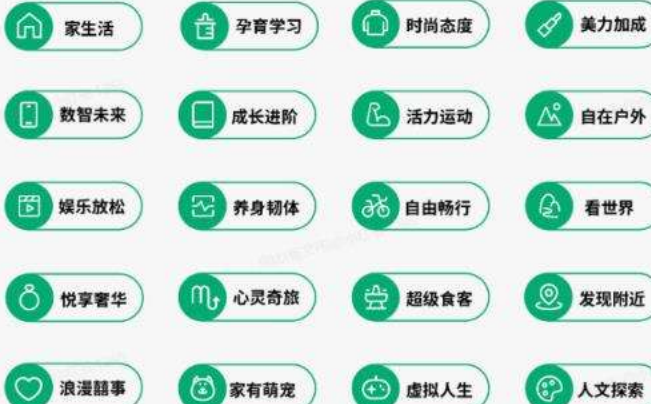 家生活
孕育学习
时尚态度
美力加成
数智未来
成长进阶
活力运动
自在户外
娱乐放松
养身韧体
自由畅行
看世界
悦享奢华
心灵奇旅
超级食客
发现附近
浪漫囍事
家有萌宠
虚拟人生
人文探索